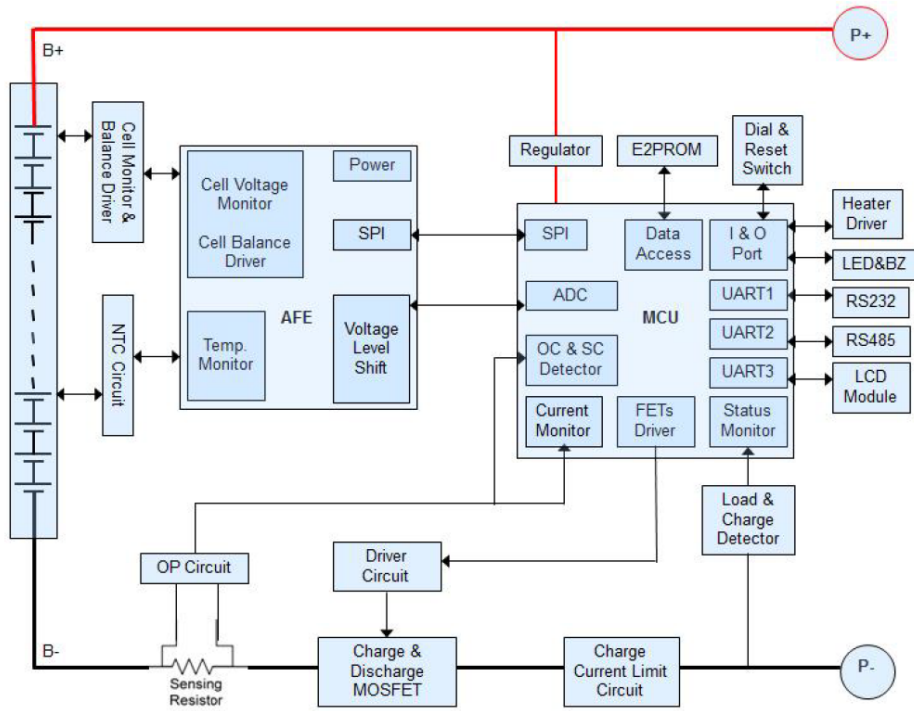 B+
P+
Cell Monitor &
Balance Driver
Regulator
E2PROM
Dial &
Reset
Switch
Cell Voltage
Monitor
Cell Balance
Driver
Power
SPI
AFE
Temp.
Monitor
Voltage
Level
Shift
NTC Circuit
SPI
Data
Access
I & O
Port
ADC
MCU
UART1
OC & SC
Detector
UART2
UART3
Current
Monitor
FETs
Driver
Status
Monitor
Heater
Driver
LED&BZ
RS232
RS485
LCD
Module
Load &
Charge
Detector
OP Circuit
Driver
Circuit
B-
Sensing
Resistor
Charge &
Discharge
MOSFET
Charge
Current Limit
Circuit
P-